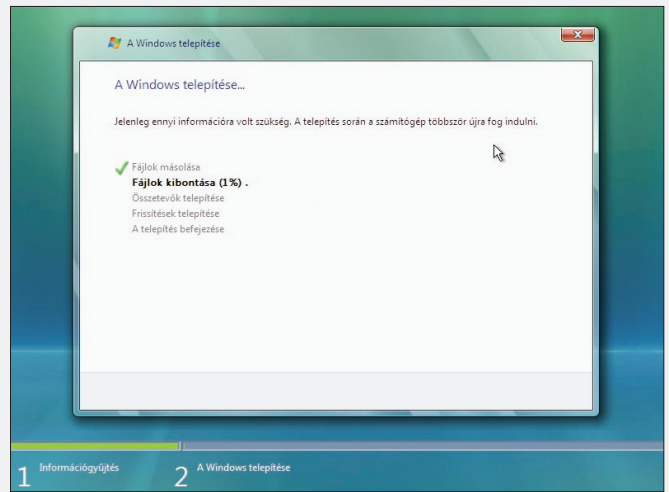 A Windows telepítése
A Windows telepítése...
Jelenleg ennyi információra volt szükség. A telepítés során a számítógép többször újra fog indulni.
Fájlok másolása
Fájlok kibontása (1%) .
Összetevők telepítése
Frissítések telepítése
A telepítés befejezése
1 Információgyűjtés 2 A Windows telepítése